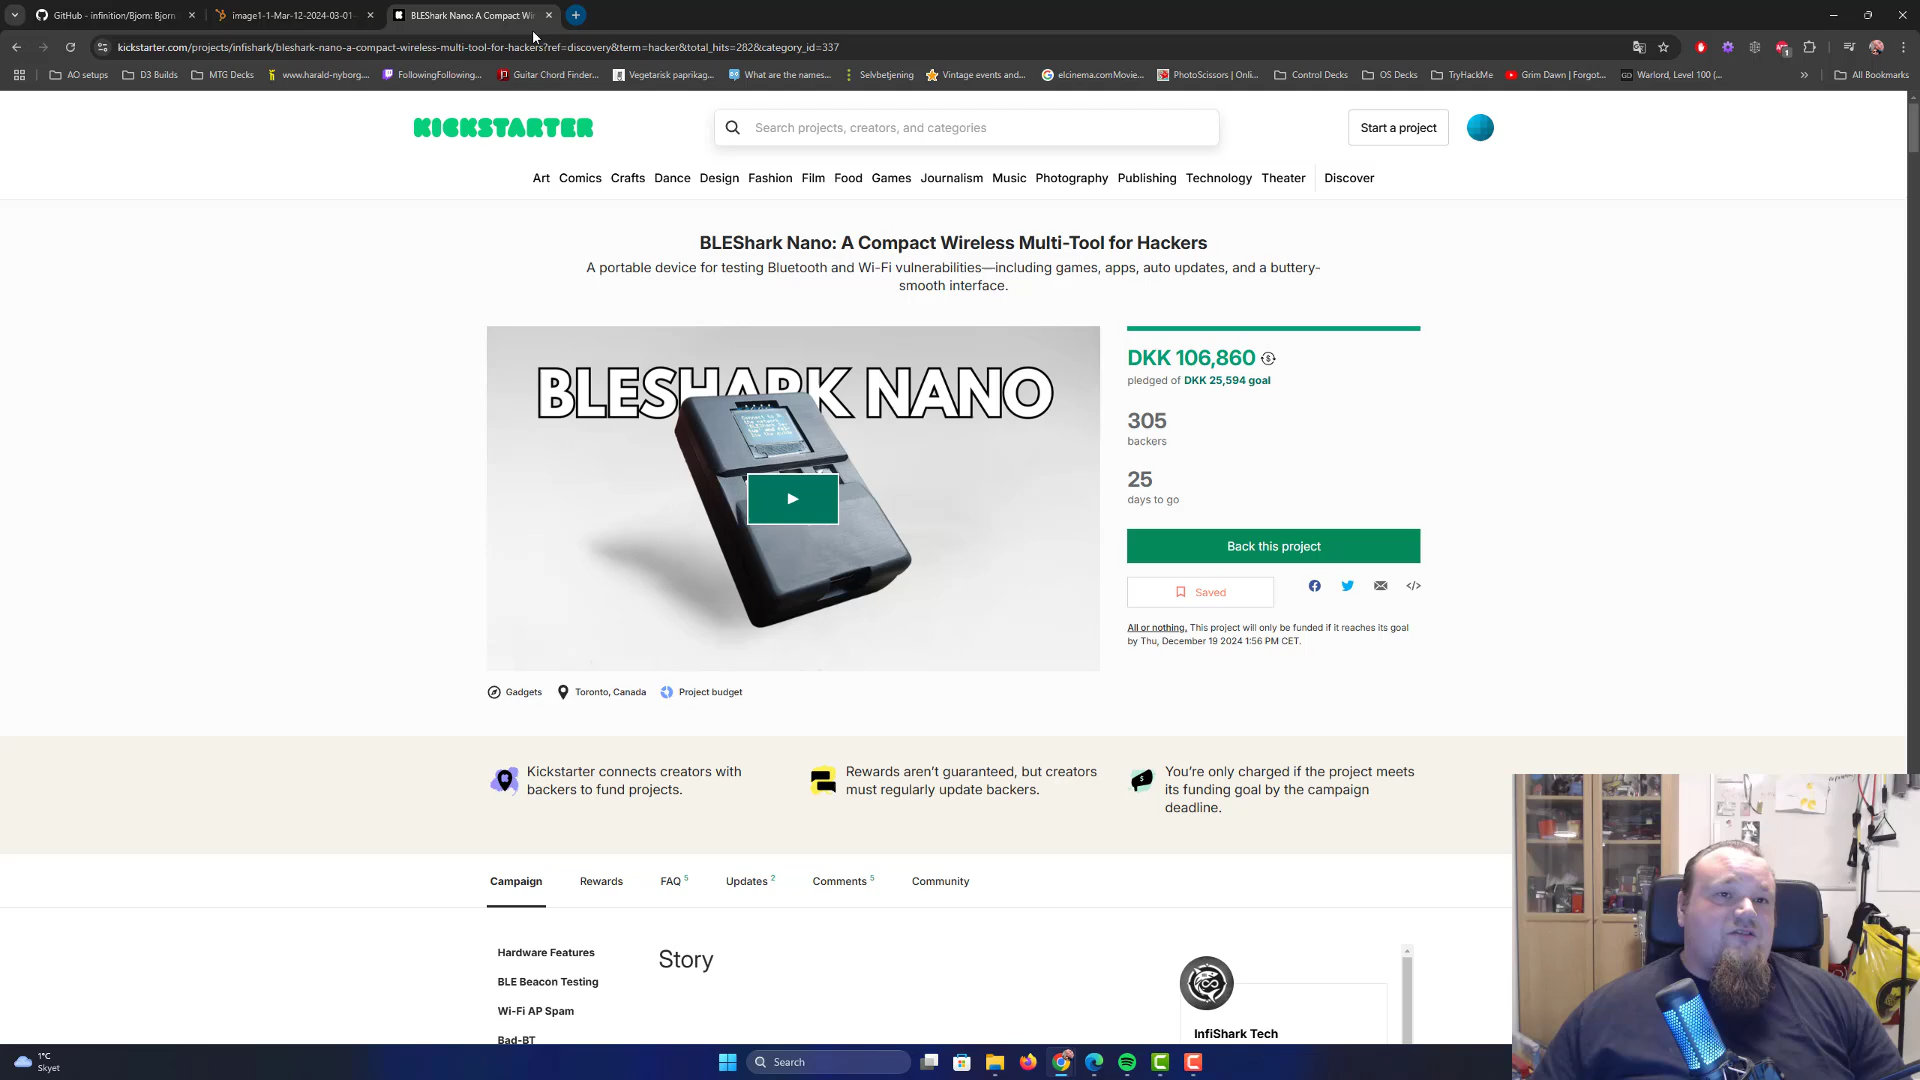 GitHub - infinition/Bjorn: Bjorn
image1-1-Mar-12-2024-03-01-
BLEShark Nano: A Compact Wi
kickstarter.com/projects/infishark/bleshark-nano-a-compact-wireless-multi-tool-for-hackers?ref=discovery&term=hacker&total_hits=282&category_id=337
AO setups
D3 Builds
MTG Decks
www.harald-nyborg....
FollowingFollowing...
Guitar Chord Finder...
Vegetarisk paprikag...
What are the names...
Selvbetjening
Vintage events and...
elcinema.comMovie...
PhotoScissors | Onli...
Control Decks
OS Decks
TryHackMe
Grim Dawn | Forgot...
GD
Warlord, Level 100 (...
»
All Bookmarks
KICKSTARTER
Search projects, creators, and categories
Start a project
Art Comics Crafts Dance Design Fashion Film Food Games Journalism Music Photography Publishing Technology Theater Discover
BLEShark Nano: A Compact Wireless Multi-Tool for Hackers
A portable device for testing Bluetooth and Wi-Fi vulnerabilities—including games, apps, auto updates, and a buttery-
smooth interface.
BLESHARK NANO
DKK 106,860
pledged of DKK 25,594 goal
305
backers
25
days to go
Back this project
Saved
All or nothing. This project will only be funded if it reaches its goal
by Thu, December 19 2024 1:56 PM CET.
Gadgets
Toronto, Canada
Project budget
Kickstarter connects creators with
backers to fund projects.
Rewards aren't guaranteed, but creators
must regularly update backers.
You're only charged if the project meets
its funding goal by the campaign
deadline.
Campaign
Rewards
FAQ 5
Updates 2
Comments 5
Community
Hardware Features
BLE Beacon Testing
Wi-Fi AP Spam
Bad-BT
Story
InfiShark Tech
1°C
Skyet
Search